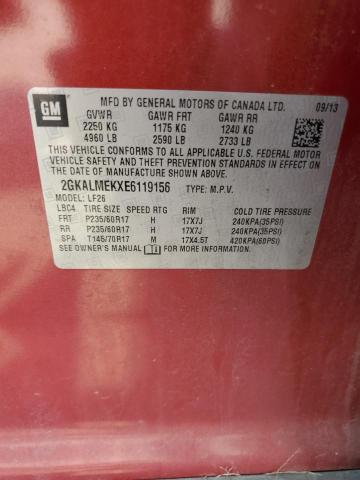 GM
MFD BY GENERAL MOTORS OF CANADA LTD. 09/13
GVWR GAWR FRT GAWR RR
2250 KG 1175 KG 1240 KG
4960 LB 2590 LB 2733 LB
THIS VEHICLE CONFORMS TO ALL APPLICABLE U.S. FEDERAL
MOTOR VEHICLE SAFETY, BUMPER, AND THEFT PREVENTION STANDARDS IN EFFECT ON
THE DATE OF MANUFACTURE SHOWN ABOVE.
2GKALMEKXE6119156 TYPE: M.P.V.
MODEL: LF26
LBC4 TIRE SIZE SPEED RTG RIM COLD TIRE PRESSURE
FRT P235/60R17 H 17X7J 240KPA(35PSI)
RR P235/60R17 H 17X7J 240KPA(35PSI)
SPA T145/70R17 M 17X4.5T 420KPA(60PSI)
SEE OWNER'S MANUAL FOR MORE INFORMATION.